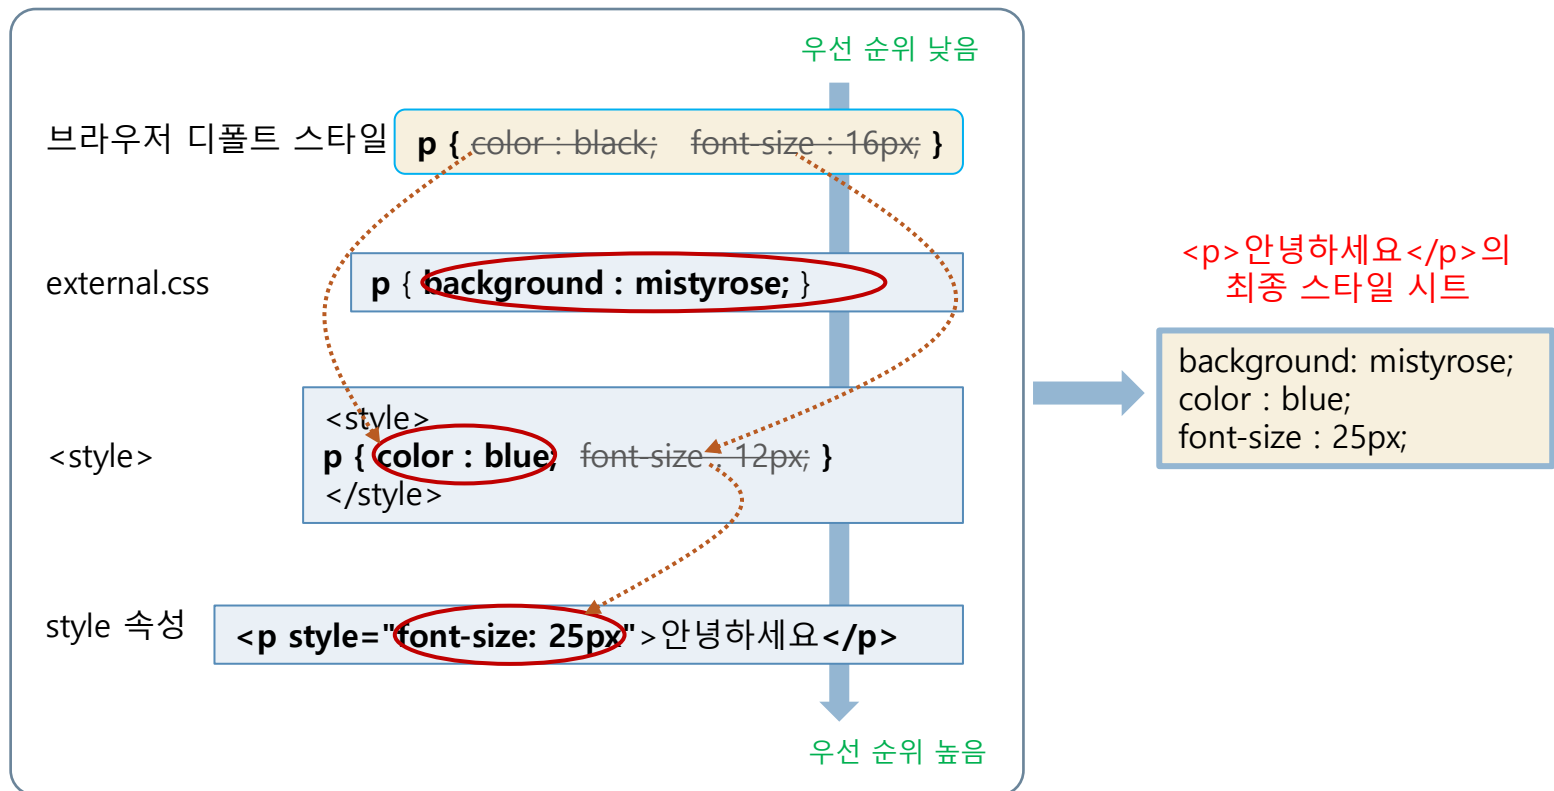 우선 순위 낮음
브라우저 디폴트 스타일
p { color : black; font-size : 16px; }
external.css
p { background : mistyrose; }
<style>
<style>
p { color : blue; font-size : 12px; }
</style>
style 속성
<p style="font-size: 25px">안녕하세요</p>
우선 순위 높음
<p>안녕하세요</p>의
최종 스타일 시트
background: mistyrose;
color : blue;
font-size : 25px;